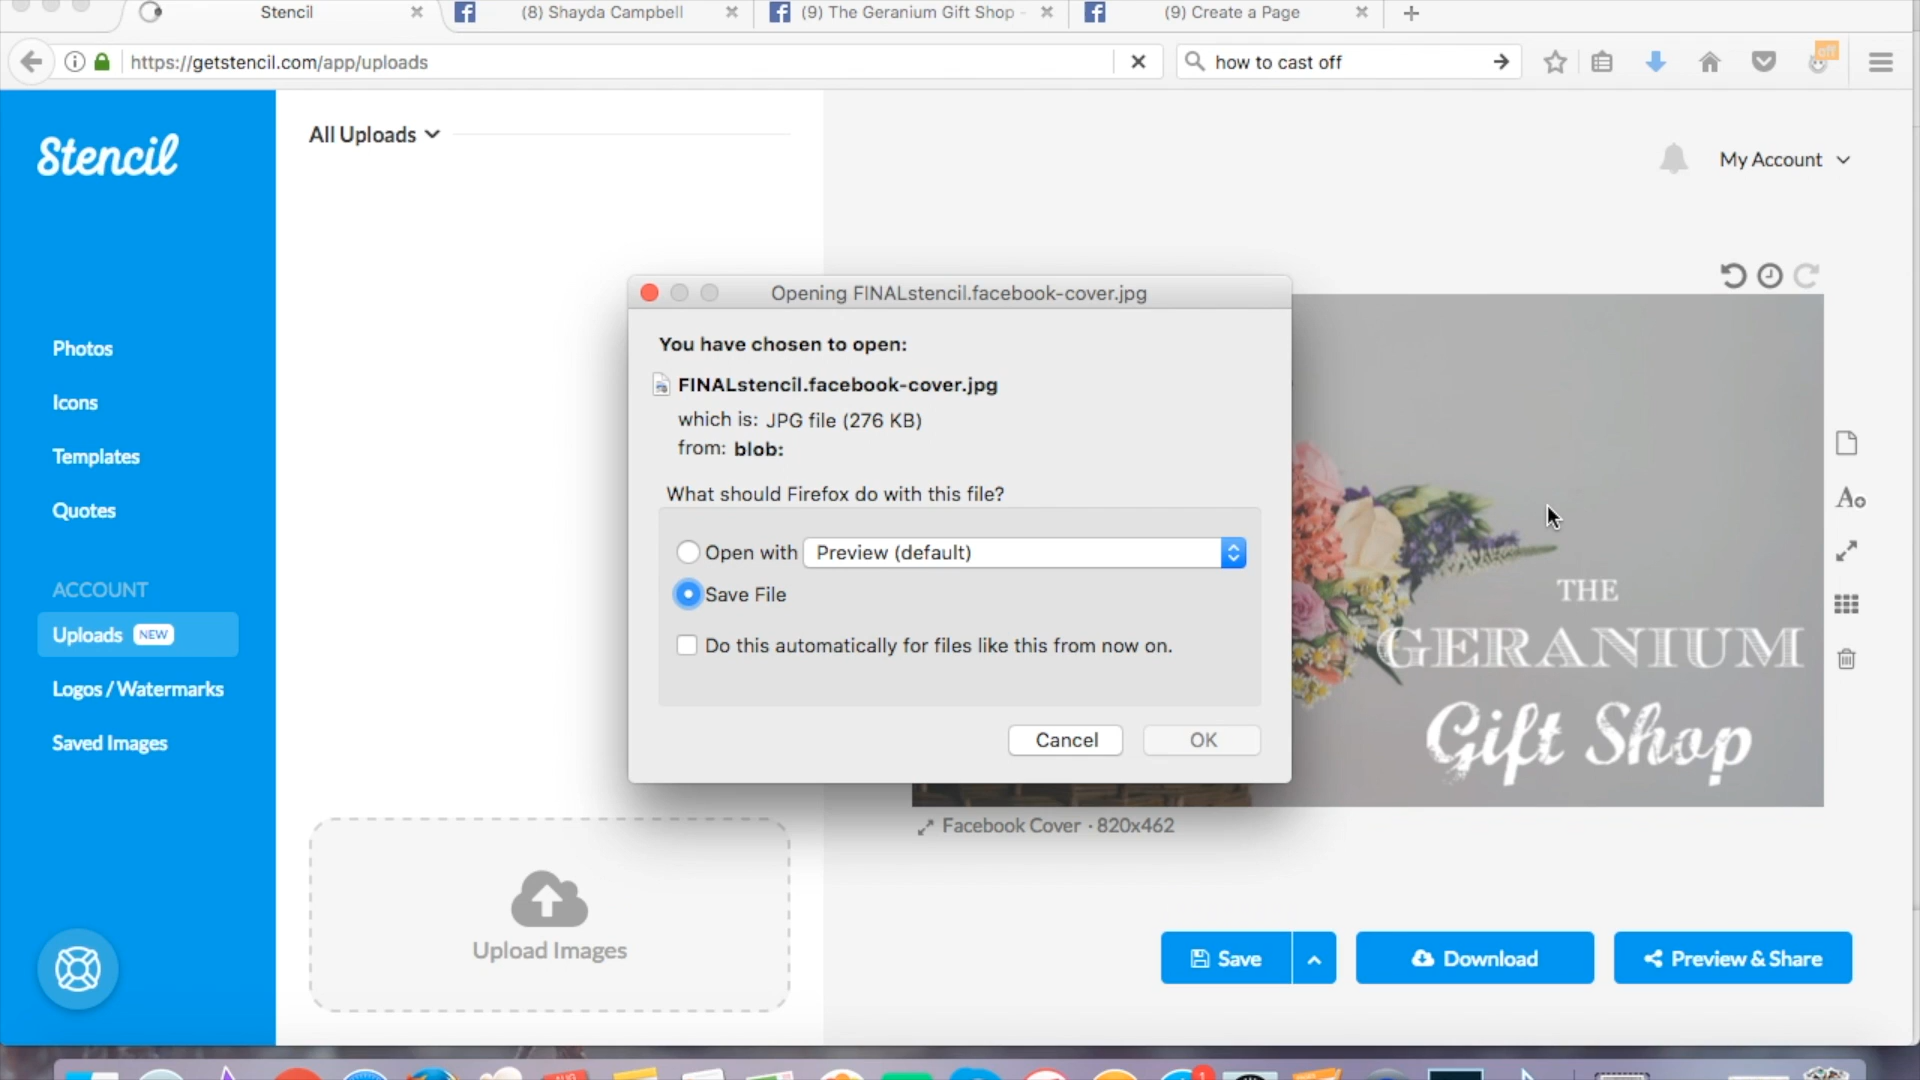 Stencil
(8) Shayda Campbell
(9) The Geranium Gift Shop -
(9) Create a Page
https://getstencil.com/app/uploads
how to cast off
off
Stencil
All Uploads
My Account
Photos
Icons
Templates
Quotes
ACCOUNT
Uploads NEW
Logos / Watermarks
Saved Images
Opening FINALstencil.facebook-cover.jpg
You have chosen to open:
FINALstencil.facebook-cover.jpg
which is: JPG file (276 KB)
from: blob:
What should Firefox do with this file?
Open with Preview (default)
Save File
Do this automatically for files like this from now on.
Cancel
OK
THE
GERANIUM
Gift Shop
Facebook Cover · 820x462
Upload Images
Save
Download
Preview & Share
AUG
1